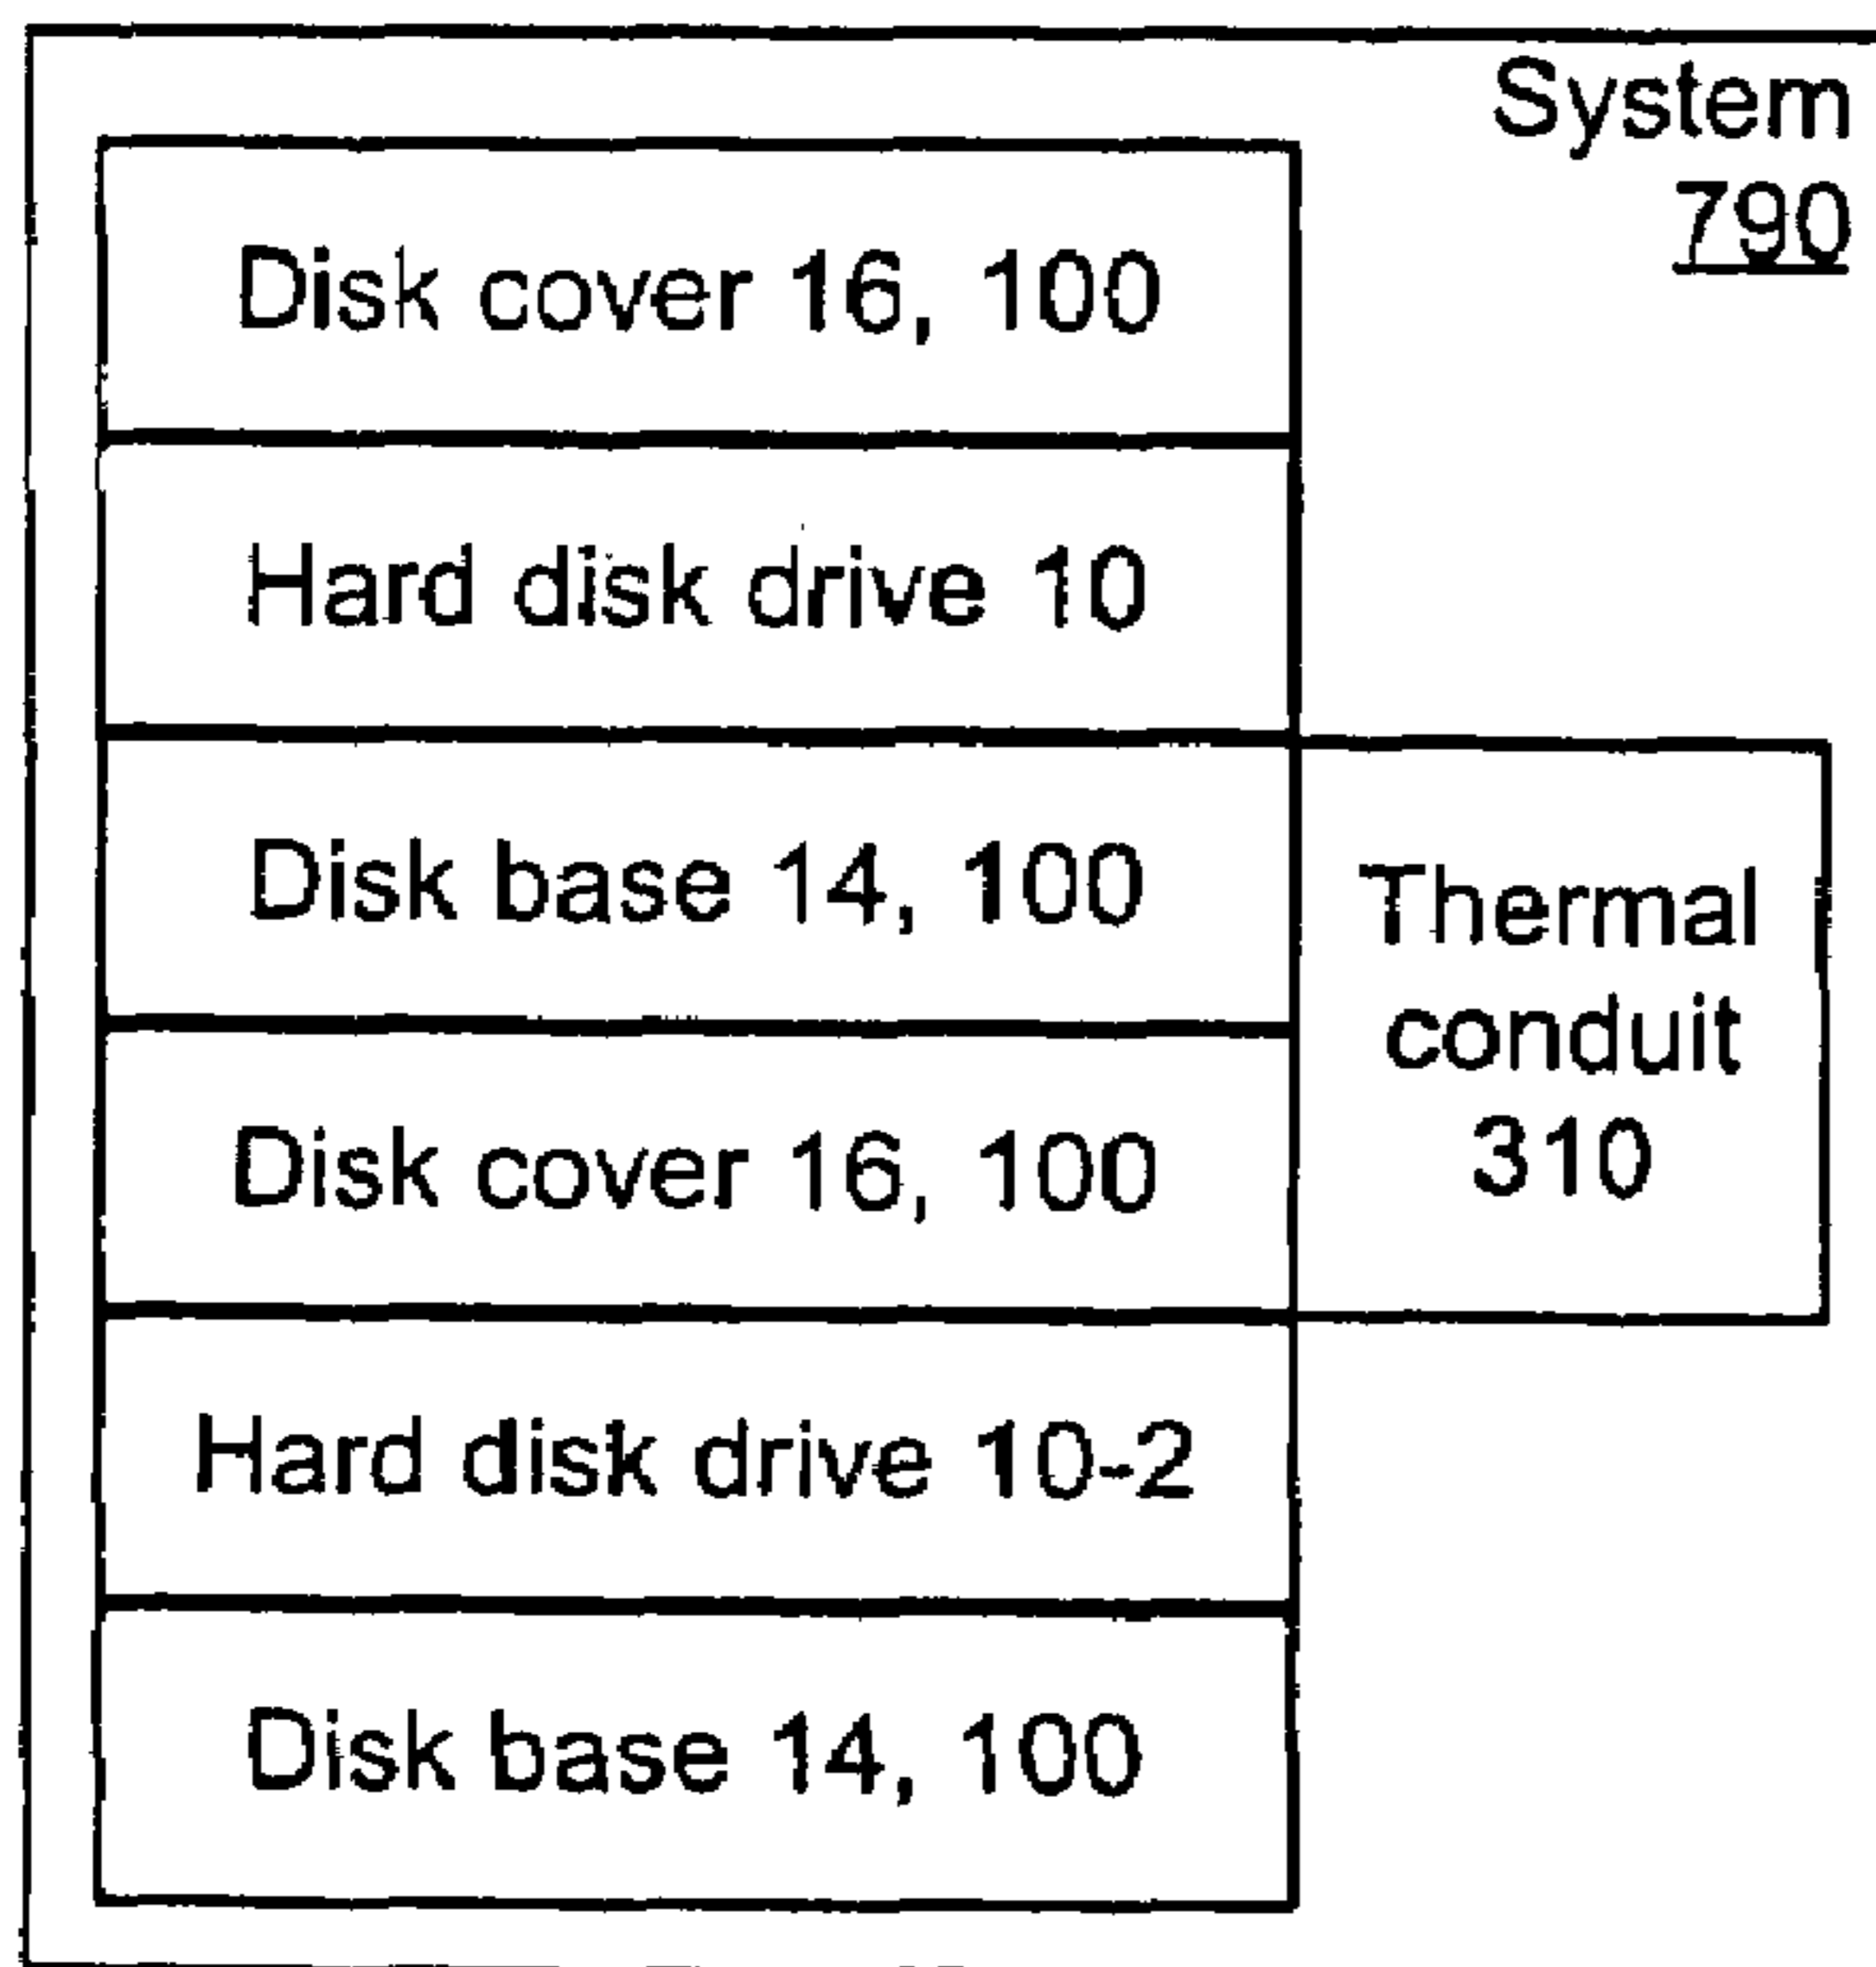 System
790
Disk cover 16, 100
Hard disk drive 10
Disk base 14, 100
Thermal
conduit
310
Disk cover 16, 100
Hard disk drive 10-2
Disk base 14, 100